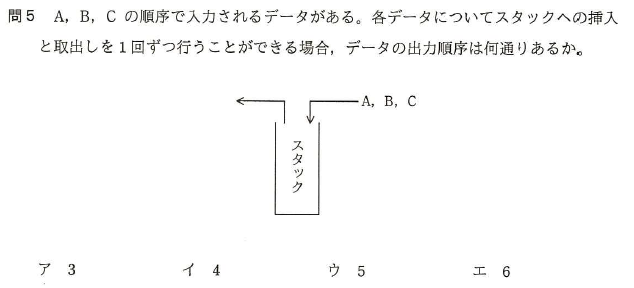 問5 A，B，C の順序で入力されるデータがある。各データについてスタックへの挿入
と取出しを1回ずつ行うことができる場合，データの出力順序は何通りあるか。
A，B，C
スタック
ア 3 イ 4 ウ 5 エ 6